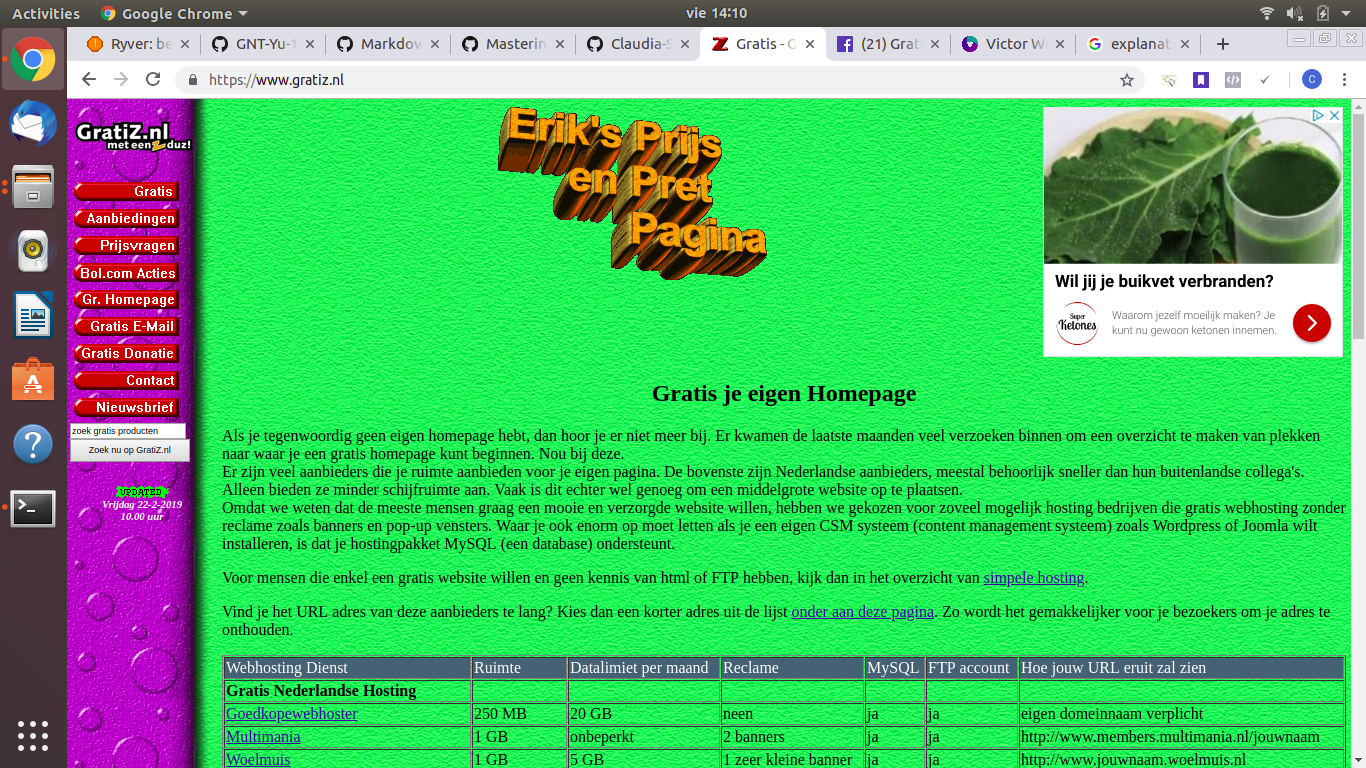 Activities
Google Chrome
vie 14:10
Ryver: be
GNT-Yu-1
Markdow
Masterin
Claudia-S
Gratis - G
(21) Grat
Victor W
explanat
https://www.gratiz.nl
C
GratiZ.nl
met een Z duz!
Gratis
Aanbiedingen
Prijsvragen
Bol.com Acties
Gr. Homepage
Gratis E-Mail
Gratis Donatie
Contact
Nieuwsbrief
zoek gratis producten
Zoek nu op GratiZ.nl
UPDATED
Vrijdag 22-2-2019
10.00 uur
Erik's Prijs
en Pret
Pagina
Wil jij je buikvet verbranden?
Super
Ketones
Waarom jezelf moeilijk maken? Je
kunt nu gewoon ketonen innemen.
Gratis je eigen Homepage
Als je tegenwoordig geen eigen homepage hebt, dan hoor je er niet meer bij. Er kwamen de laatste maanden veel verzoeken binnen om een overzicht te maken van plekken
naar waar je een gratis homepage kunt beginnen. Nou bij deze.
Er zijn veel aanbieders die je ruimte aanbieden voor je eigen pagina. De bovenste zijn Nederlandse aanbieders, meestal behoorlijk sneller dan hun buitenlandse collega's.
Alleen bieden ze minder schijfruimte aan. Vaak is dit echter wel genoeg om een middelgrote website op te plaatsen.
Omdat we weten dat de meeste mensen graag een mooie en verzorgde website willen, hebben we gekozen voor zoveel mogelijk hosting bedrijven die gratis webhosting zonder
reclame zoals banners en pop-up vensters. Waar je ook enorm op moet letten als je een eigen CSM systeem (content management systeem) zoals Wordpress of Joomla wilt
installeren, is dat je hostingpakket MySQL (een database) ondersteunt.
Voor mensen die enkel een gratis website willen en geen kennis van html of FTP hebben, kijk dan in het overzicht van simpele hosting.
Vind je het URL adres van deze aanbieders te lang? Kies dan een korter adres uit de lijst onder aan deze pagina. Zo wordt het gemakkelijker voor je bezoekers om je adres te
onthouden.
Webhosting Dienst Ruimte Datalimiet per maand Reclame MySQL FTP account Hoe jouw URL eruit zal zien
Gratis Nederlandse Hosting
Goedkopewebhoster 250 MB 20 GB neen ja ja eigen domeinnaam verplicht
Multimania 1 GB onbeperkt 2 banners ja ja http://www.members.multimania.nl/jouwnaam
Woelmuis 1 GB 5 GB 1 zeer kleine banner ja ja http://www.jouwnaam.woelmuis.nl